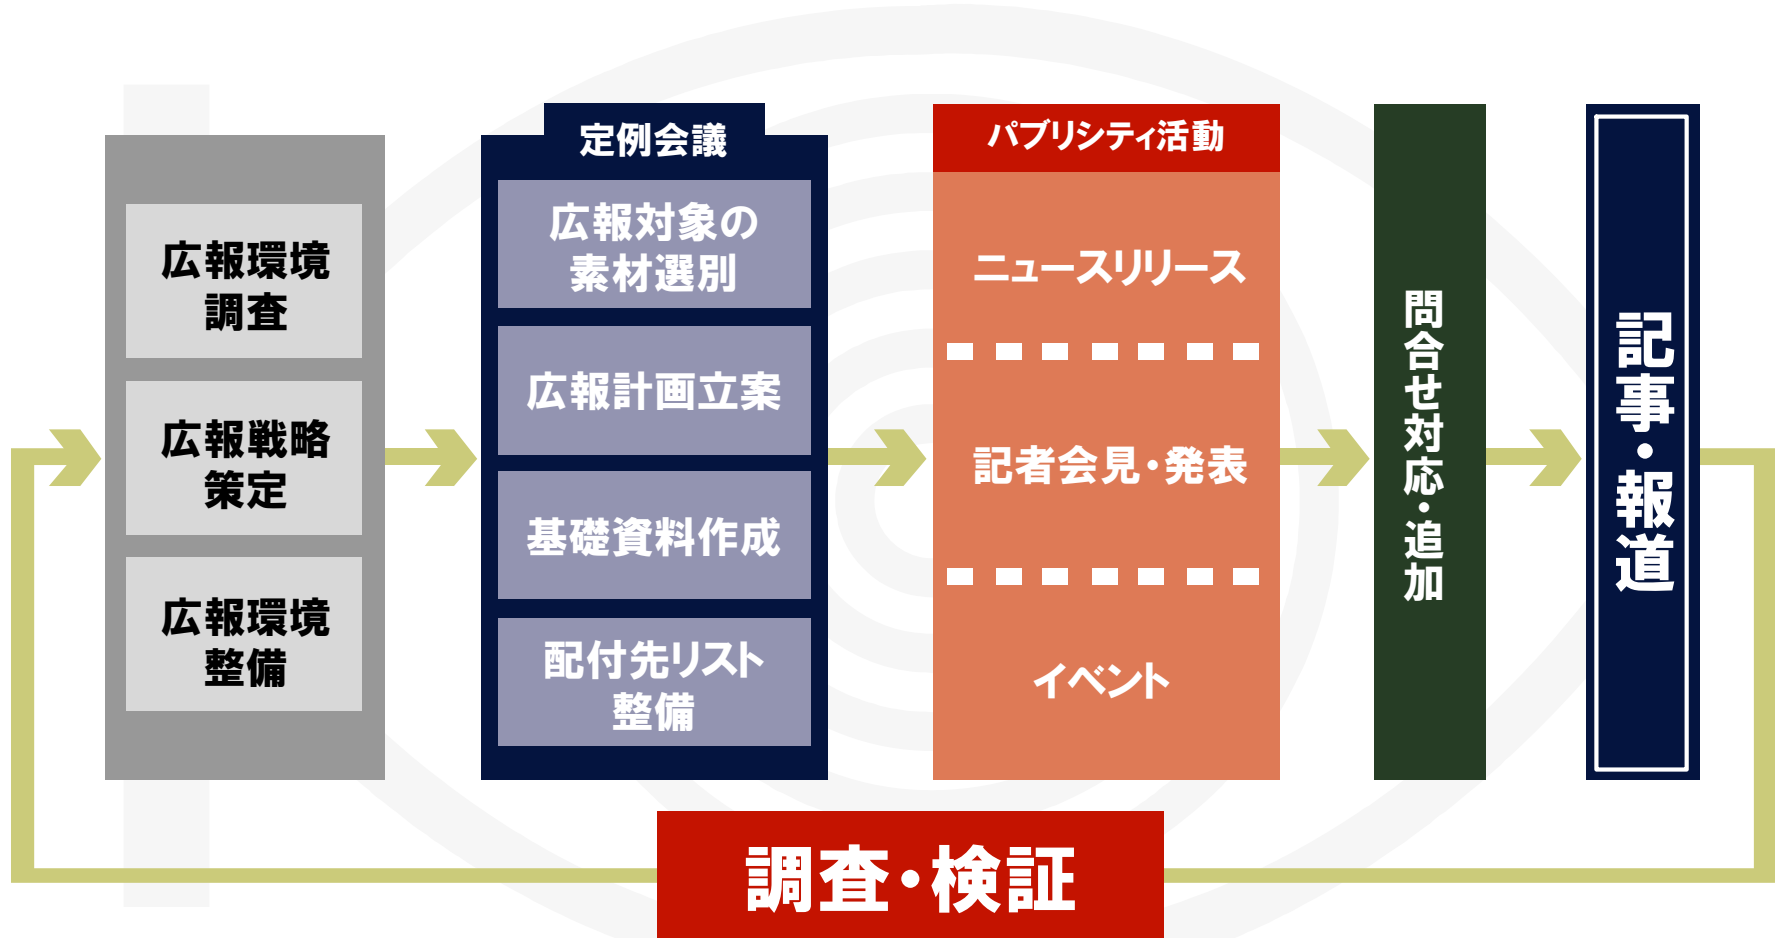 広報環境
調査
広報戦略
策定
広報環境
整備
定例会議
広報対象の
素材選別
広報計画立案
基礎資料作成
配付先リスト
整備
パブリシティ活動
ニュースリリース
記者会見・発表
イベント
問合せ対応・追加
記事・報道
調査・検証